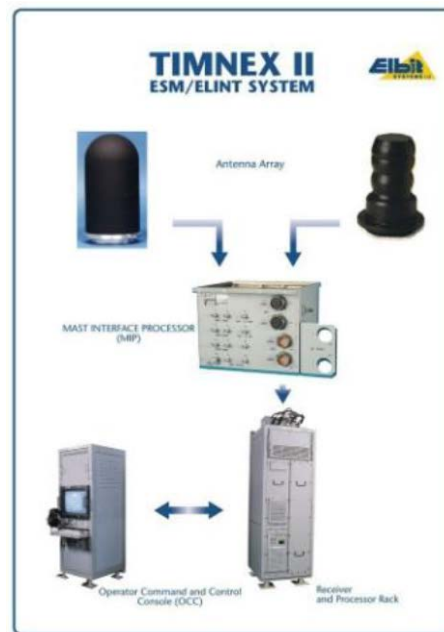 TIMNEX II
ESM/ELINT SYSTEM
Elbit
SYSTEMS
Antenna Array
MAST INTERFACE PROCESSOR
(MIP)
Operator Command and Control
Console (OCC)
Receiver
and Processor Rack